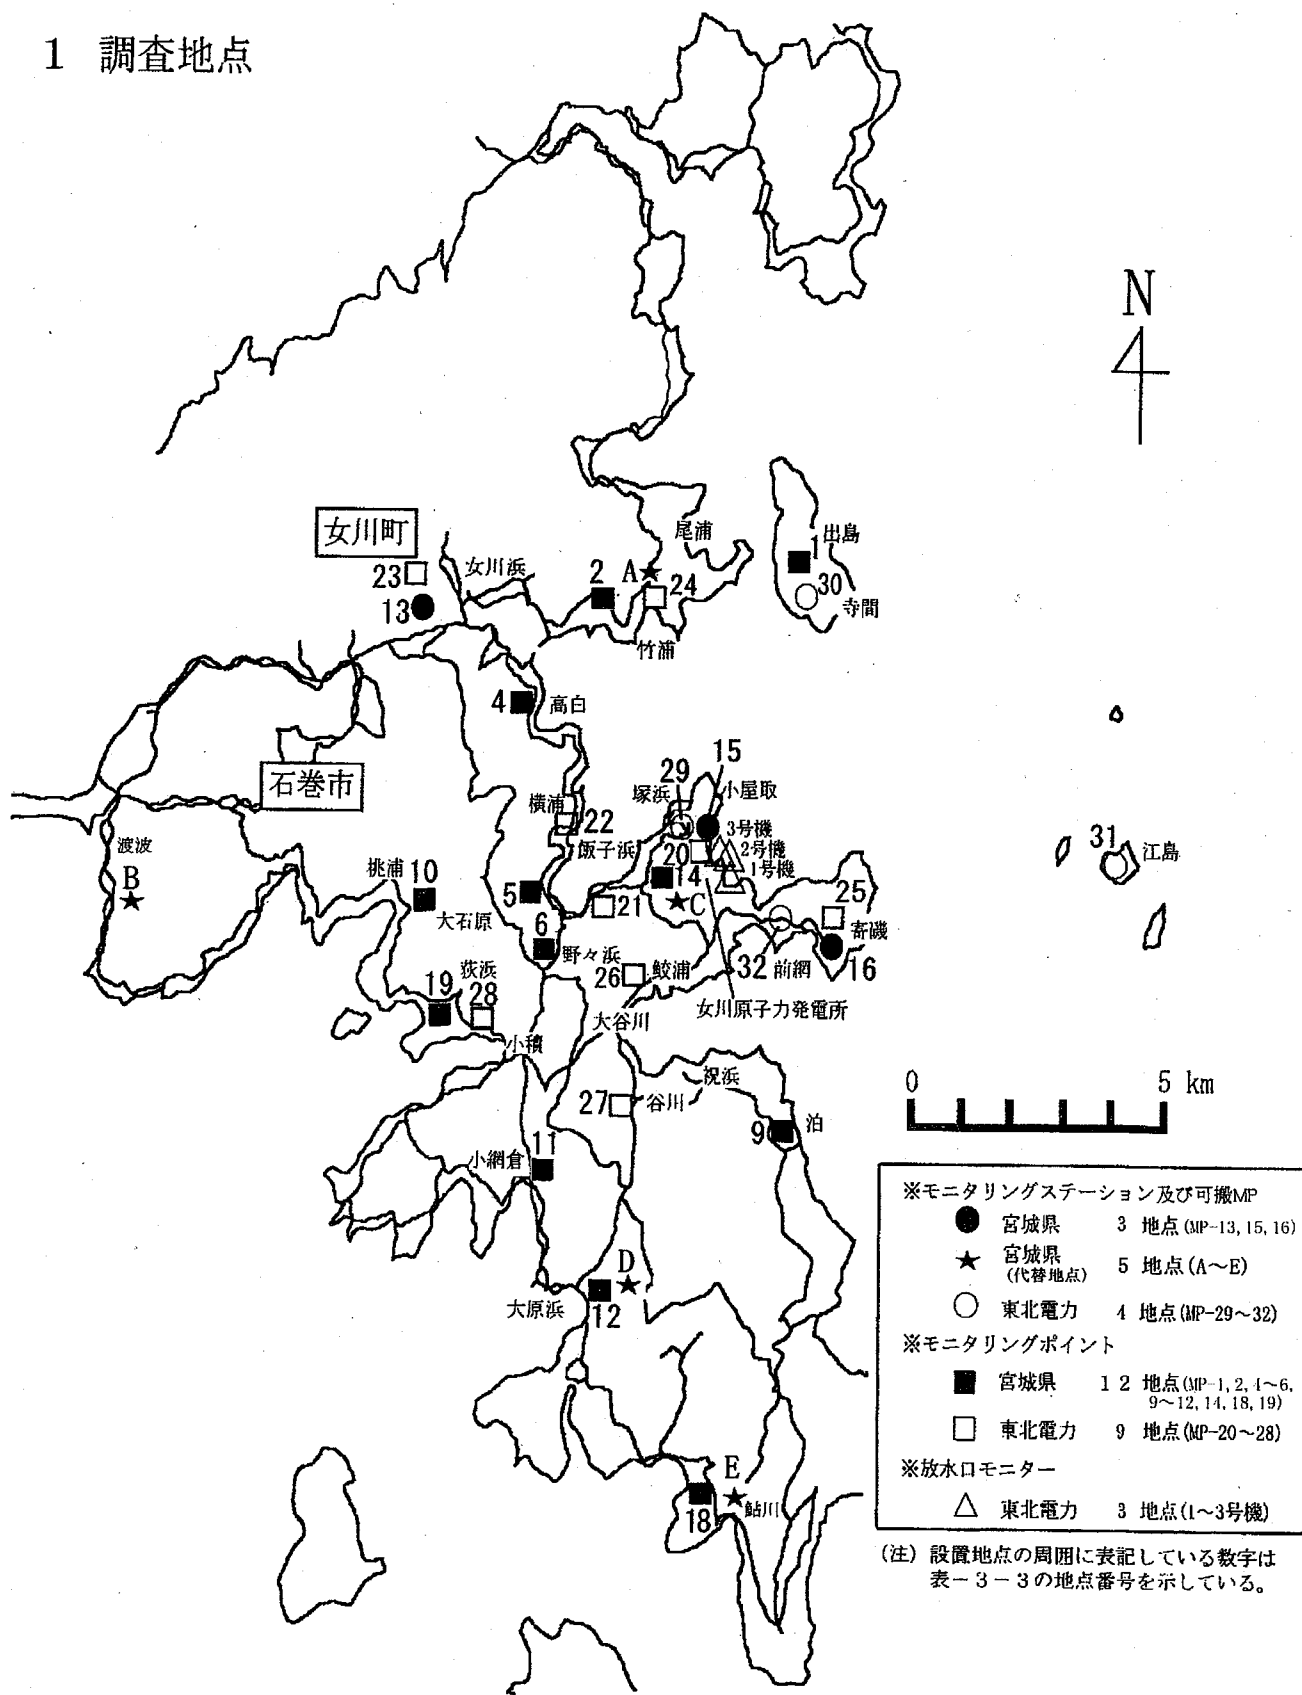 1 調査地点
N
尾浦
出島
1
女川町
女川浜
23
2
A
24
30
13
寺間
竹浦
4
高白
15
29
小屋取
塚浜
石巻市
横浦
22
3号機
2号機
1号機
飯子浜
20
31
江島
渡波
B
桃浦
10
14
5
C
25
21
大石原
6
寄磯
野々浜
荻浜
26
鮫浦
32
前網
16
19
28
大谷川
女川原子力発電所
小積
祝浜
0 5 km
27
谷川
9
泊
11
小網倉
D
大原浜
12
E
18
鮎川
※モニタリングステーション及び可搬MP
宮城県 3 地点(MP-13, 15, 16)
宮城県 5 地点(A～E)
(代替地点)
東北電力 4 地点(MP-29～32)
※モニタリングポイント
宮城県 12 地点(MP-1, 2, 4～6,
9～12, 14, 18, 19)
東北電力 9 地点(MP-20～28)
※放水口モニター
東北電力 3 地点(1～3号機)
(注) 設置地点の周囲に表記している数字は
表-3-3の地点番号を示している。